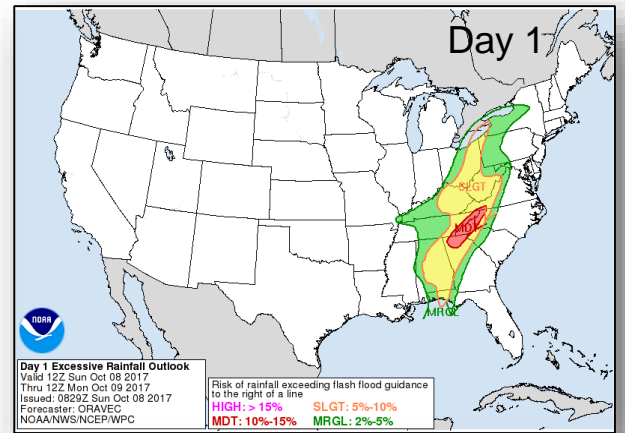 Day 1
SLGT
MDT
MRGL
NOAA
Day 1 Excessive Rainfall Outlook
Valid 12Z Sun Oct 08 2017
Thru 12Z Mon Oct 09 2017
Issued: 0829Z Sun Oct 08 2017
Forecaster: ORAVEC
NOAA/NWS/NCEP/WPC
Risk of rainfall exceeding flash flood guidance
to the right of a line
HIGH: > 15% SLGT: 5%-10%
MDT: 10%-15% MRGL: 2%-5%